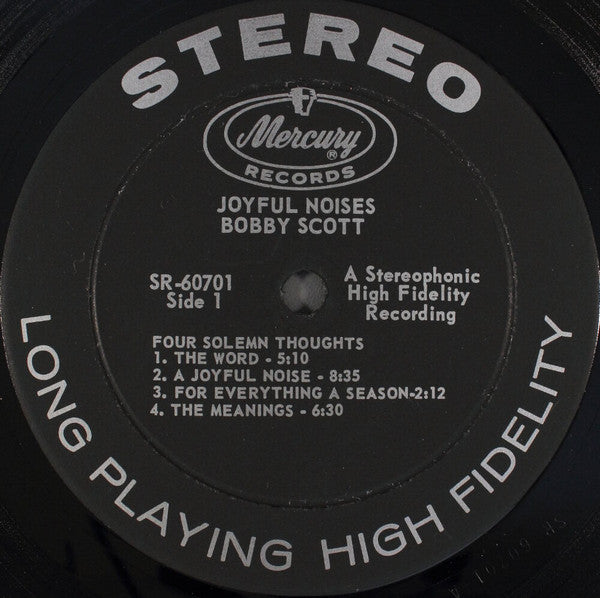 STEREO
Mercury®
RECORDS
JOYFUL NOISES
BOBBY SCOTT
SR-60701
Side 1
A Stereophonic
High Fidelity
Recording
FOUR SOLEMN THOUGHTS
1. THE WORD - 5:10
2. A JOYFUL NOISE - 8:35
3. FOR EVERYTHING A SEASON-2:12
4. THE MEANINGS - 6:30
LONG PLAYING HIGH FIDELITY